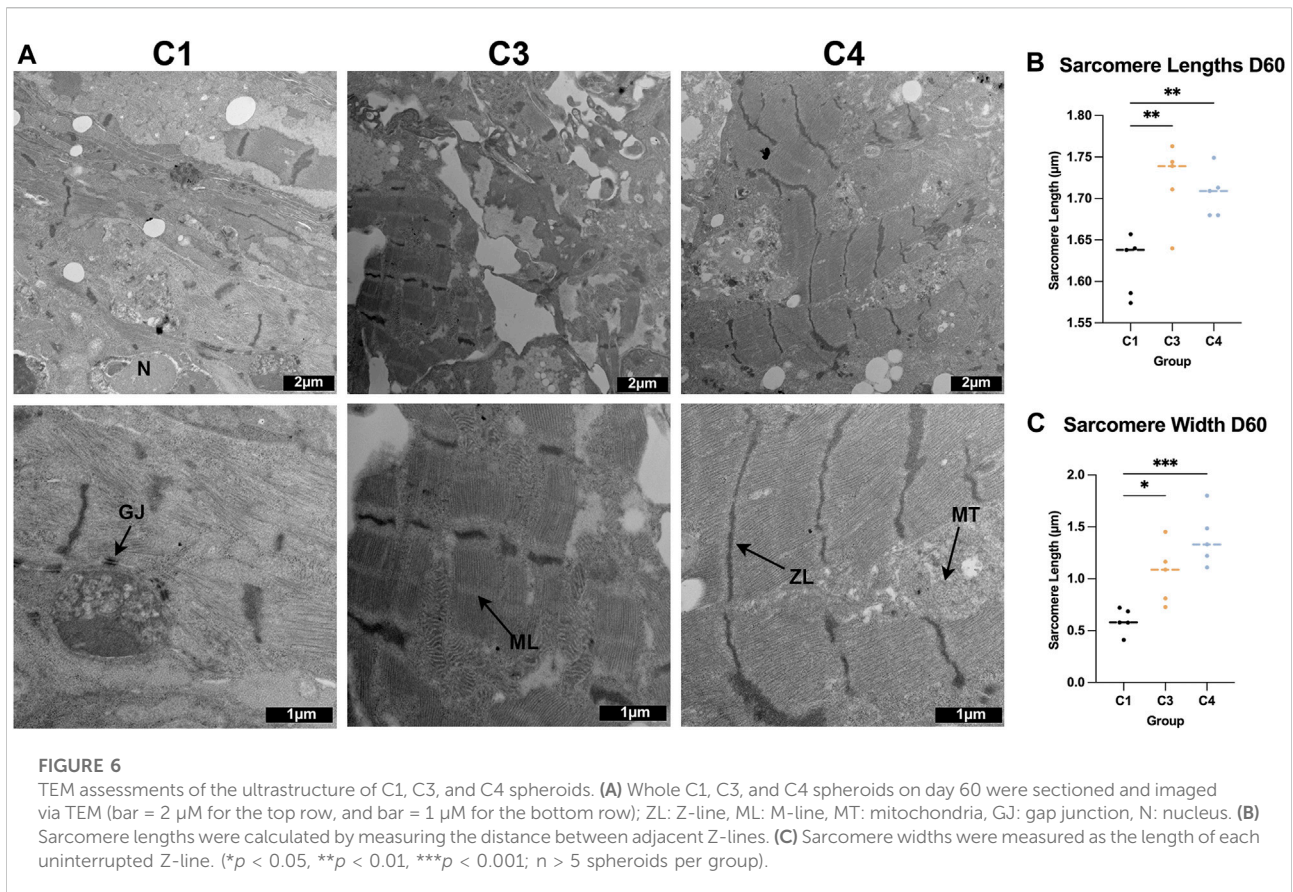 A
C1
C3
C4
N
2µm
2µm
2µm
GJ
1µm
ML
1µm
ZL
MT
1µm
B Sarcomere Lengths D60
**
**
Sarcomere Length (µm)
1.80
1.75
1.70
1.65
1.60
1.55
C1 C3 C4
Group
C Sarcomere Width D60
***
*
Sarcomere Length (µm)
2.0
1.5
1.0
0.5
0.0
C1 C3 C4
Group
FIGURE 6
TEM assessments of the ultrastructure of C1, C3, and C4 spheroids. (A) Whole C1, C3, and C4 spheroids on day 60 were sectioned and imaged
via TEM (bar = 2 µM for the top row, and bar = 1 µM for the bottom row); ZL: Z-line, ML: M-line, MT: mitochondria, GJ: gap junction, N: nucleus. (B)
Sarcomere lengths were calculated by measuring the distance between adjacent Z-lines. (C) Sarcomere widths were measured as the length of each
uninterrupted Z-line. (*p < 0.05, **p < 0.01, ***p < 0.001; n > 5 spheroids per group).